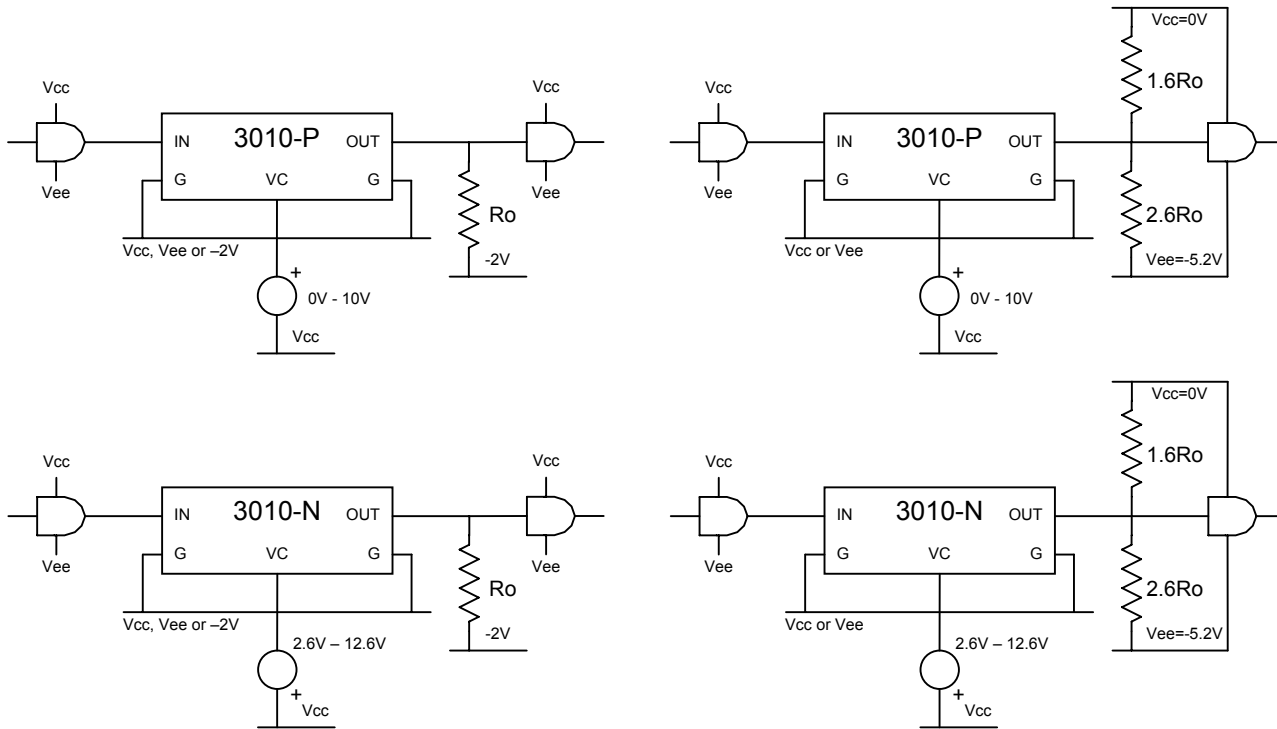 Vcc
Vee
IN
3010-P
OUT
G
VC
G
Vcc
Vee
Ro
Vcc, Vee or –2V
-2V
+
0V - 10V
Vcc
Vcc
Vee
IN
3010-P
OUT
G
VC
G
Vcc=0V
1.6Ro
2.6Ro
Vcc or Vee
Vee=-5.2V
+
0V - 10V
Vcc
Vcc
Vee
IN
3010-N
OUT
G
VC
G
Vcc
Vee
Ro
Vcc, Vee or –2V
-2V
2.6V – 12.6V
+
Vcc
Vcc
Vee
IN
3010-N
OUT
G
VC
G
Vcc=0V
1.6Ro
2.6Ro
Vcc or Vee
Vee=-5.2V
2.6V – 12.6V
+
Vcc